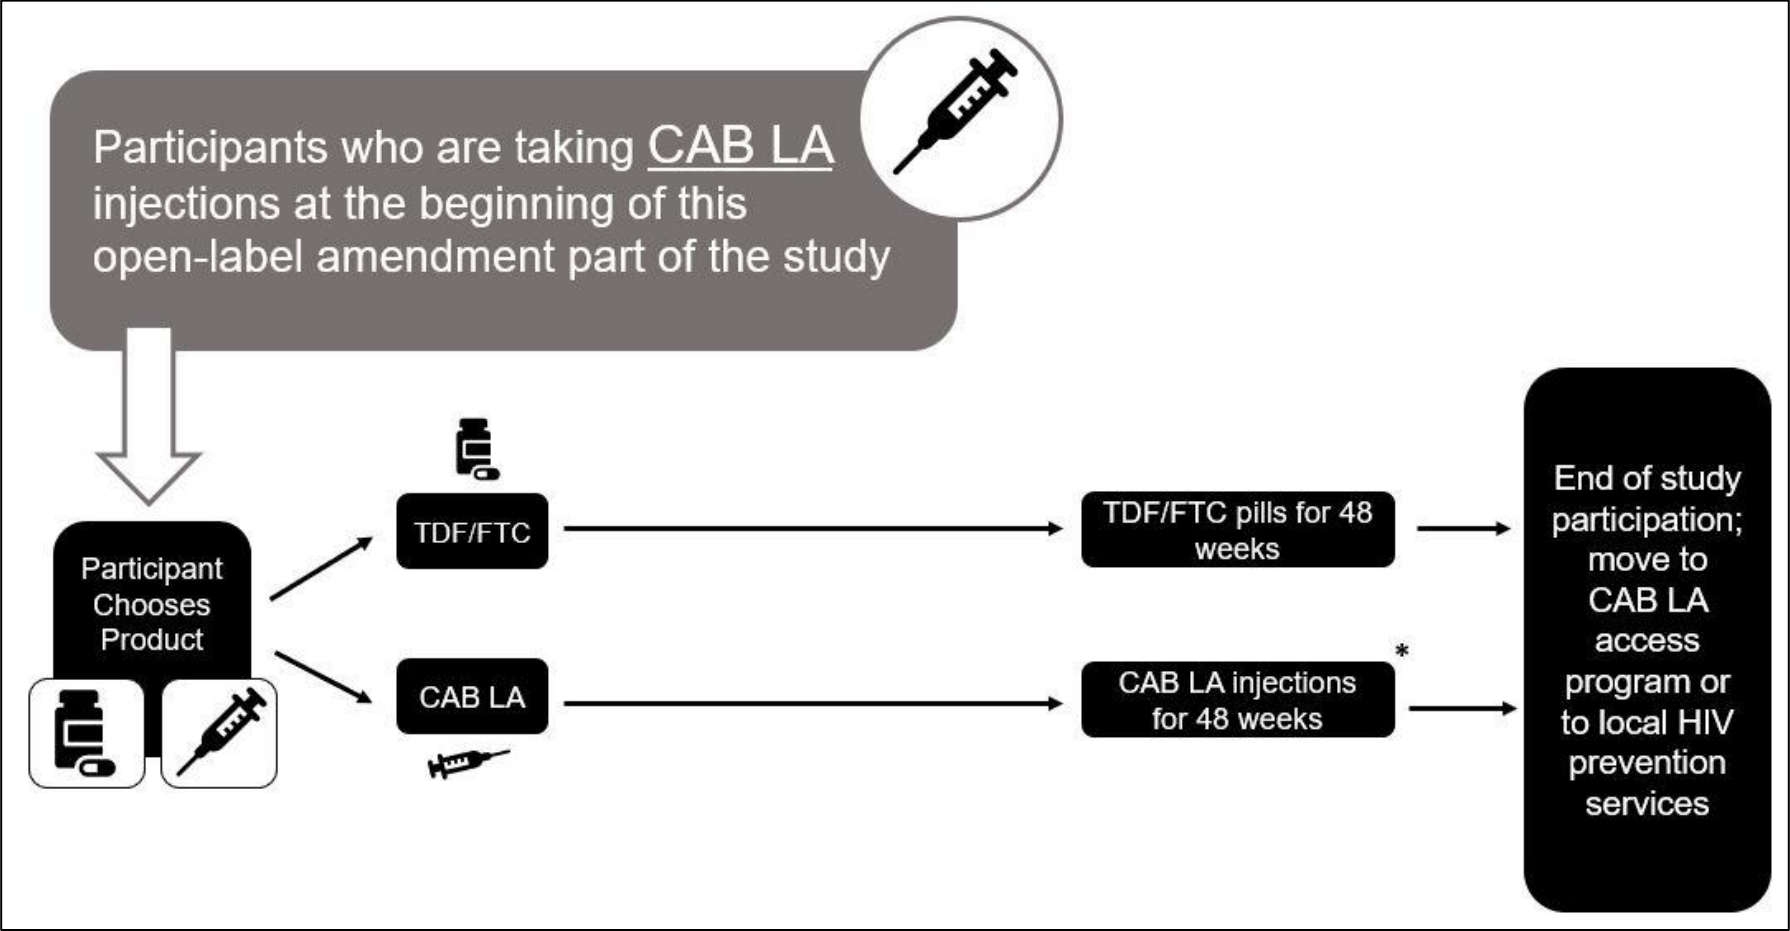 Participants who are taking CAB LA
injections at the beginning of this
open-label amendment part of the study
Participant
Chooses
Product
TDF/FTC
TDF/FTC pills for 48
weeks
CAB LA
CAB LA injections
for 48 weeks
*
End of study
participation;
move to
CAB LA
access
program or
to local HIV
prevention
services